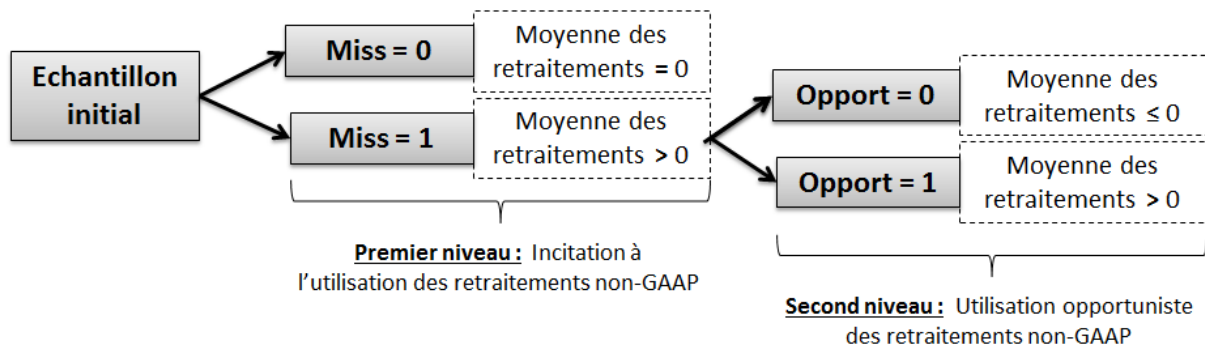 Echantillon
initial
Miss = 0
Moyenne des
retraitements = 0
Miss = 1
Moyenne des
retraitements > 0
Opport = 0
Moyenne des
retraitements ≤ 0
Opport = 1
Moyenne des
retraitements > 0
Premier niveau : Incitation à
l'utilisation des retraitements non-GAAP
Second niveau : Utilisation opportuniste
des retraitements non-GAAP